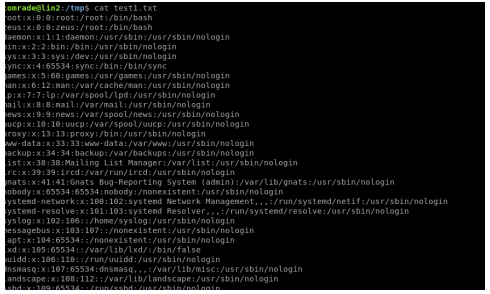 comrade@lin2:/tmp$ cat test1.txt
root:x:0:0:root:/root:/bin/bash
zeus:x:0:0:zeus:/root:/bin/bash
daemon:x:1:1:daemon:/usr/sbin:/usr/sbin/nologin
bin:x:2:2:bin:/bin:/usr/sbin/nologin
sys:x:3:3:sys:/dev:/usr/sbin/nologin
sync:x:4:65534:sync:/bin:/bin/sync
games:x:5:60:games:/usr/games:/usr/sbin/nologin
man:x:6:12:man:/var/cache/man:/usr/sbin/nologin
lp:x:7:7:lp:/var/spool/lpd:/usr/sbin/nologin
mail:x:8:8:mail:/var/mail:/usr/sbin/nologin
news:x:9:9:news:/var/spool/news:/usr/sbin/nologin
uucp:x:10:10:uucp:/var/spool/uucp:/usr/sbin/nologin
proxy:x:13:13:proxy:/bin:/usr/sbin/nologin
www-data:x:33:33:www-data:/var/www:/usr/sbin/nologin
backup:x:34:34:backup:/var/backups:/usr/sbin/nologin
list:x:38:38:Mailing List Manager:/var/list:/usr/sbin/nologin
irc:x:39:39:ircd:/var/run/ircd:/usr/sbin/nologin
gnats:x:41:41:Gnats Bug-Reporting System (admin):/var/lib/gnats:/usr/sbin/nologin
nobody:x:65534:65534:nobody:/nonexistent:/usr/sbin/nologin
systemd-network:x:100:102:systemd Network Management,,,:/run/systemd/netif:/usr/sbin/nologin
systemd-resolve:x:101:103:systemd Resolver,,,:/run/systemd/resolve:/usr/sbin/nologin
syslog:x:102:106::/home/syslog:/usr/sbin/nologin
messagebus:x:103:107::/nonexistent:/usr/sbin/nologin
_apt:x:104:65534::/nonexistent:/usr/sbin/nologin
lxd:x:105:65534::/var/lib/lxd/:/bin/false
uuidd:x:106:110::/run/uuidd:/usr/sbin/nologin
dnsmasq:x:107:65534:dnsmasq,,,:/var/lib/misc:/usr/sbin/nologin
landscape:x:108:112::/var/lib/landscape:/usr/sbin/nologin
sshd:x:109:65534::/run/sshd:/usr/sbin/nologin